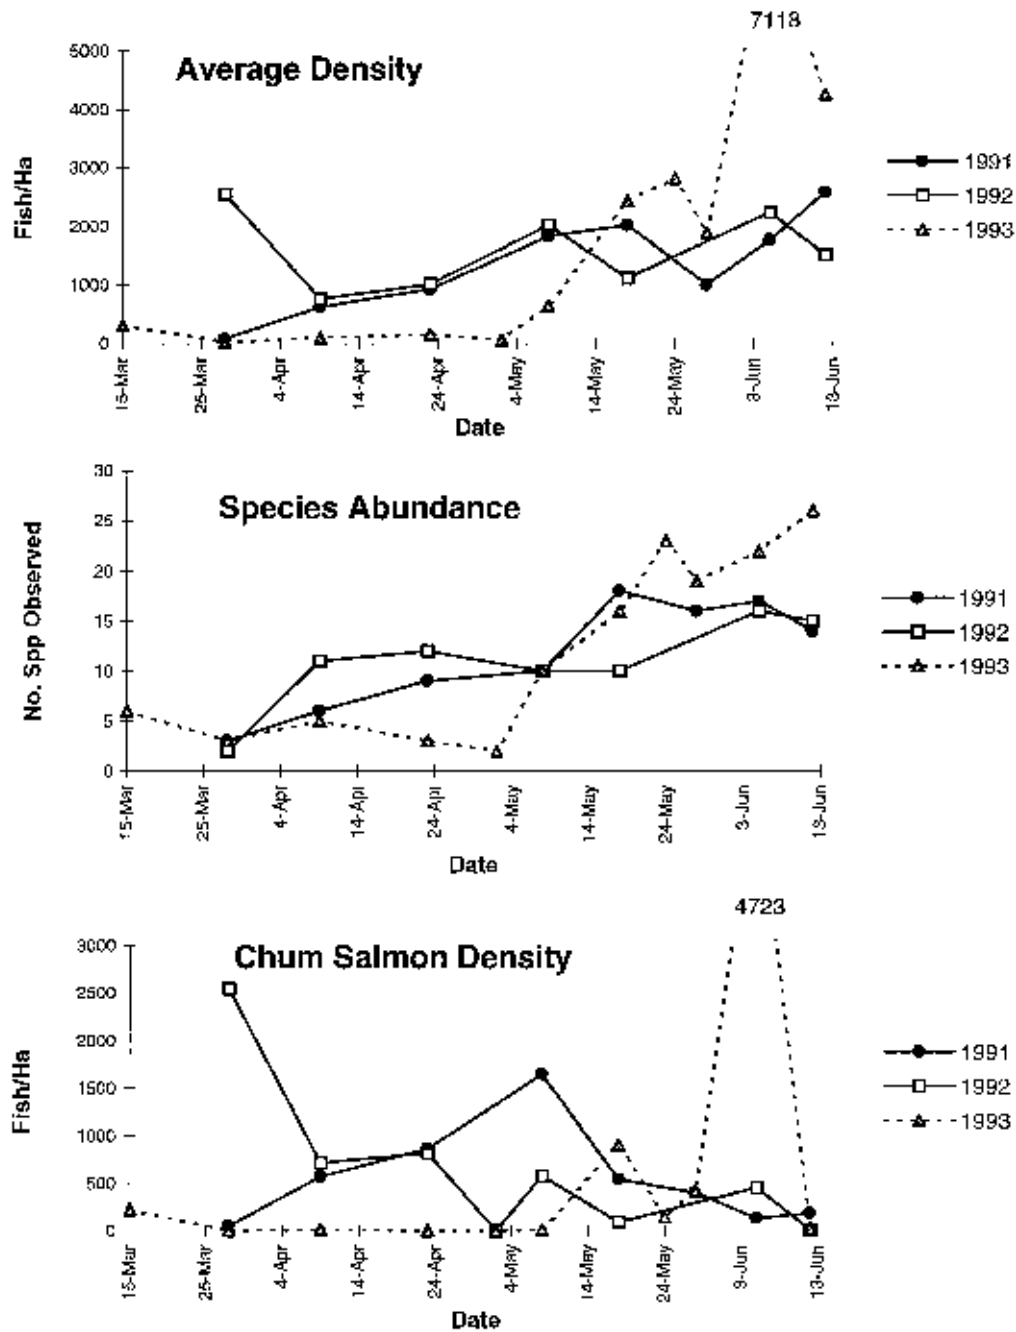 7113
Average Density
5000
4000
3000
2000
1000
0
Fish/Ha
15-Mar
25-Mar
4-Apr
14-Apr
24-Apr
4-May
14-May
24-May
3-Jun
13-Jun
Date
1991
1992
1993
Species Abundance
30
25
20
15
10
5
0
No. Spp Observed
15-Mar
25-Mar
4-Apr
14-Apr
24-Apr
4-May
14-May
24-May
3-Jun
13-Jun
Date
1991
1992
1993
4723
Chum Salmon Density
3000
2500
2000
1500
1000
500
0
Fish/Ha
15-Mar
25-Mar
4-Apr
14-Apr
24-Apr
4-May
14-May
24-May
3-Jun
13-Jun
Date
1991
1992
1993